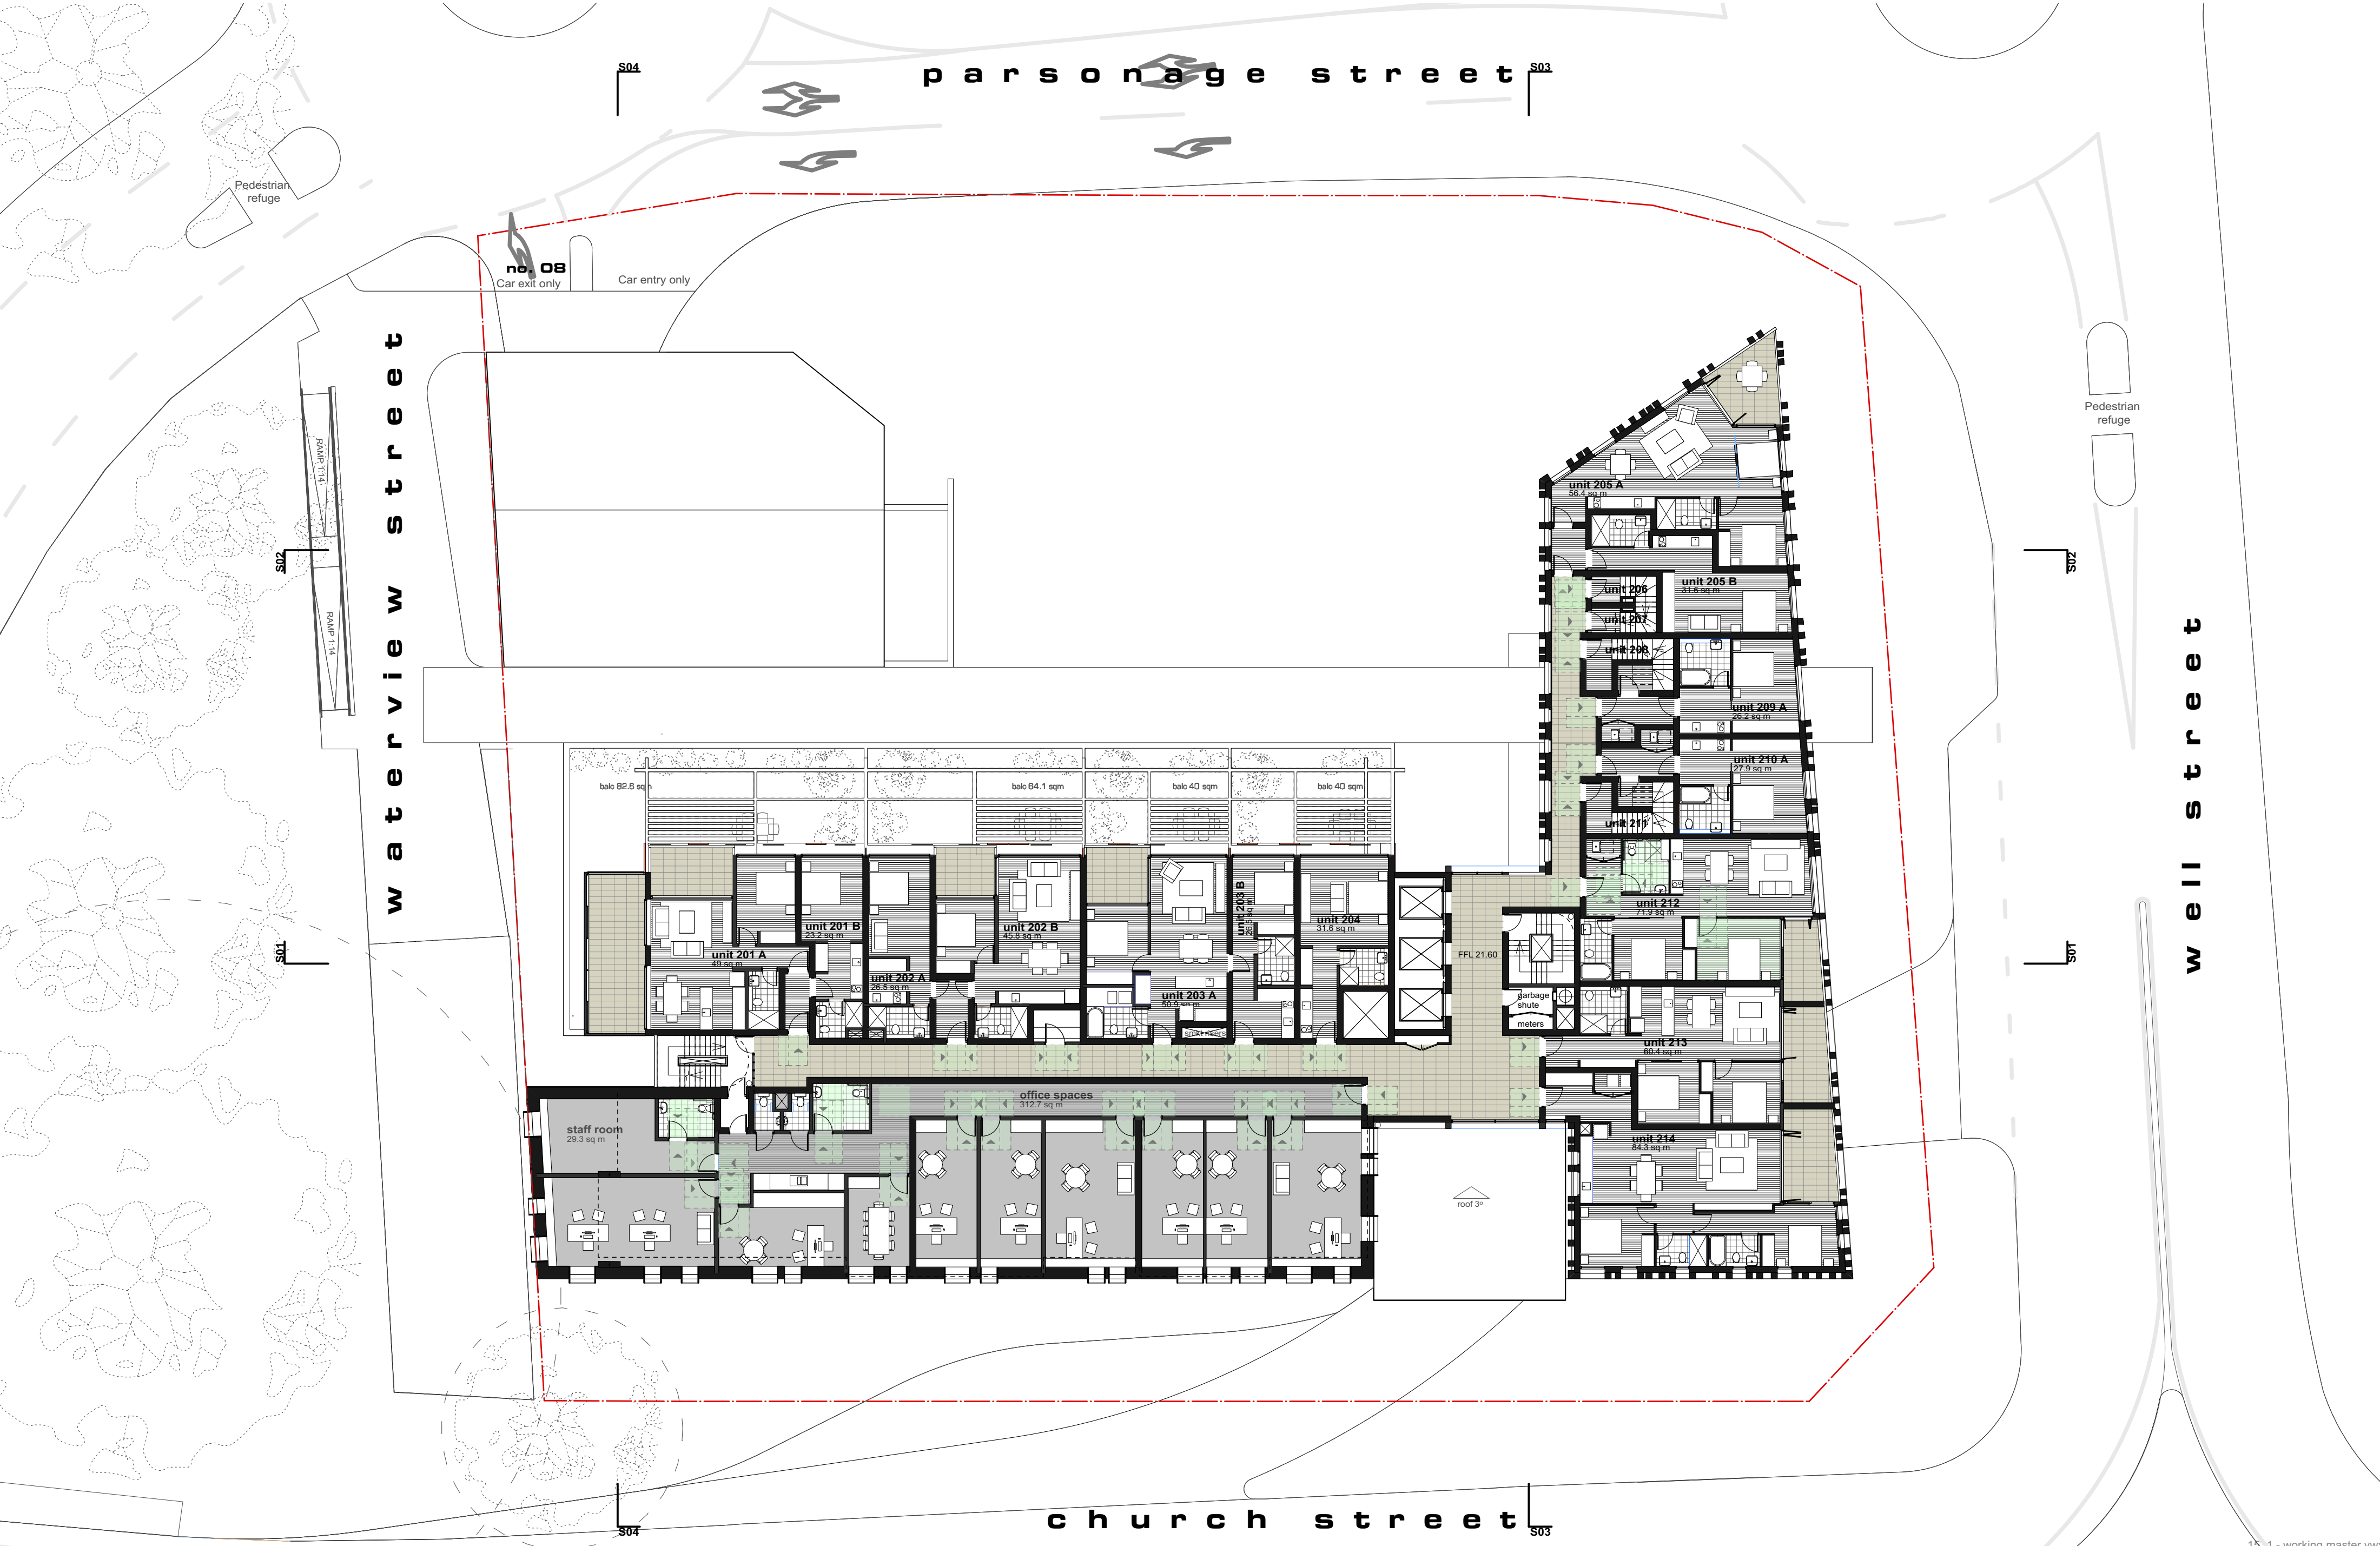 S04
parsonage street
S03
Pedestrian
refuge
no. 08
Car exit only
Car entry only
waterview street
RAMP 1:14
RAMP 1:14
S02
S02
Pedestrian
refuge
well street
unit 205 A
56.4 sq m
unit 205 B
31.6 sq m
unit 206
unit 207
unit 208
unit 209 A
26.2 sq m
unit 210 A
27.9 sq m
unit 211
balc 82.6 sq m
balc 64.1 sqm
balc 40 sqm
balc 40 sqm
unit 201 A
49 sq m
unit 201 B
23.2 sq m
unit 202 A
26.5 sq m
unit 202 B
45.8 sq m
unit 203 A
50.9 sq m
unit 203 B
26.5 sq m
unit 204
31.6 sq m
smkt risers
FFL 21.60
garbage
shute
meters
unit 212
71.9 sq m
unit 213
60.4 sq m
unit 214
84.3 sq m
S01
S01
office spaces
312.7 sq m
staff room
29.3 sq m
roof 3º
S04
church street
S03